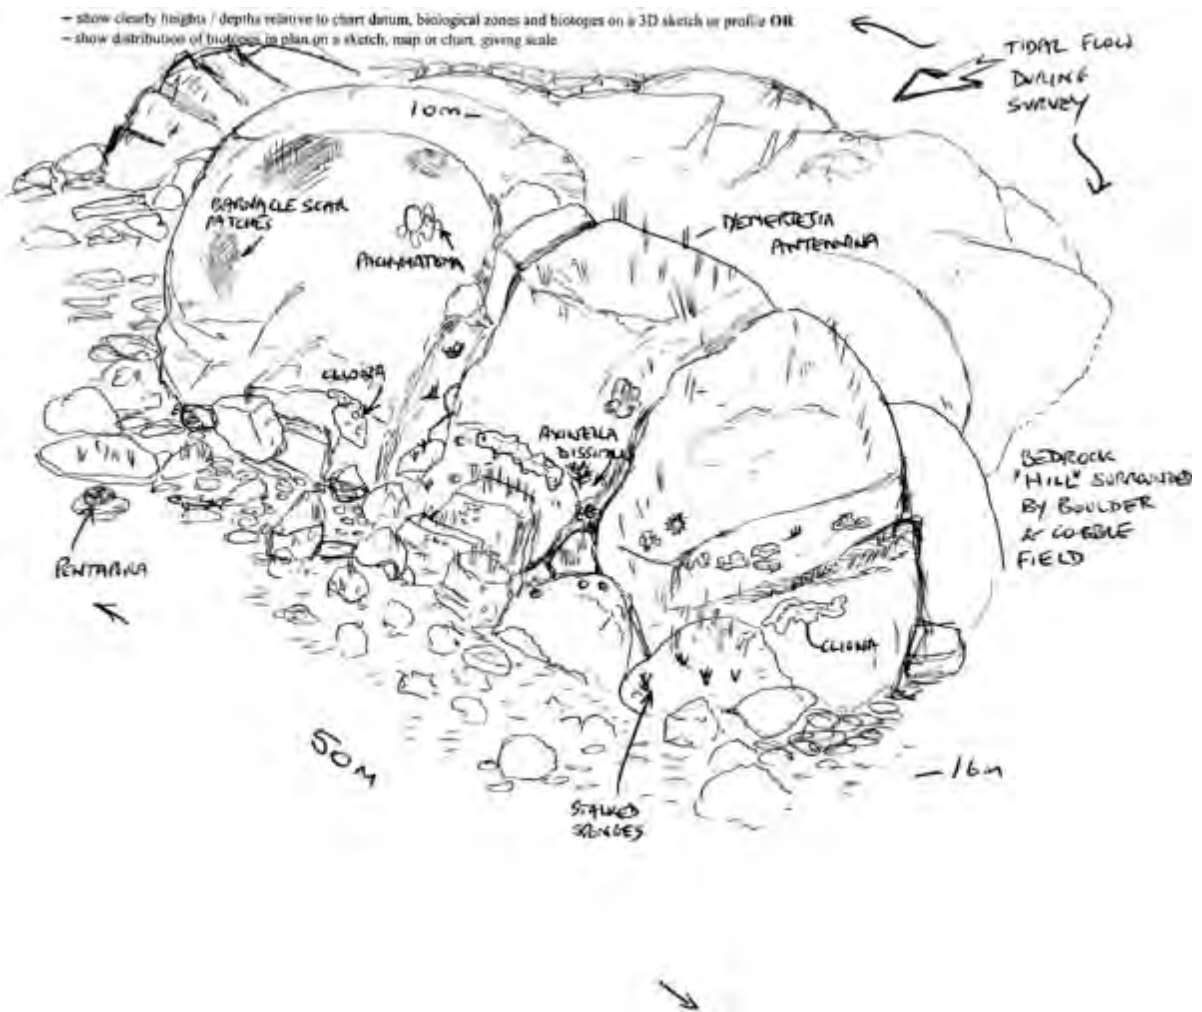 – show clearly heights / depths relative to chart datum, biological zones and biotopes on a 3D sketch or profile OR
– show distribution of biotopes in plan on a sketch, map or chart, giving scale
TIDAL FLOW
DURING
SURVEY
10m
BARNACLE SCAR
PATCHES
PACHYMATISMA
NEMERTESIA
ANTENNINA
CLIONA
AXINELLA
DISSIMILIS
BEDROCK
"HILL" SURROUNDED
BY BOULDER
& COBBLE
FIELD
PENTAPORA
CLIONA
50M
16m
STALKED
SPONGES